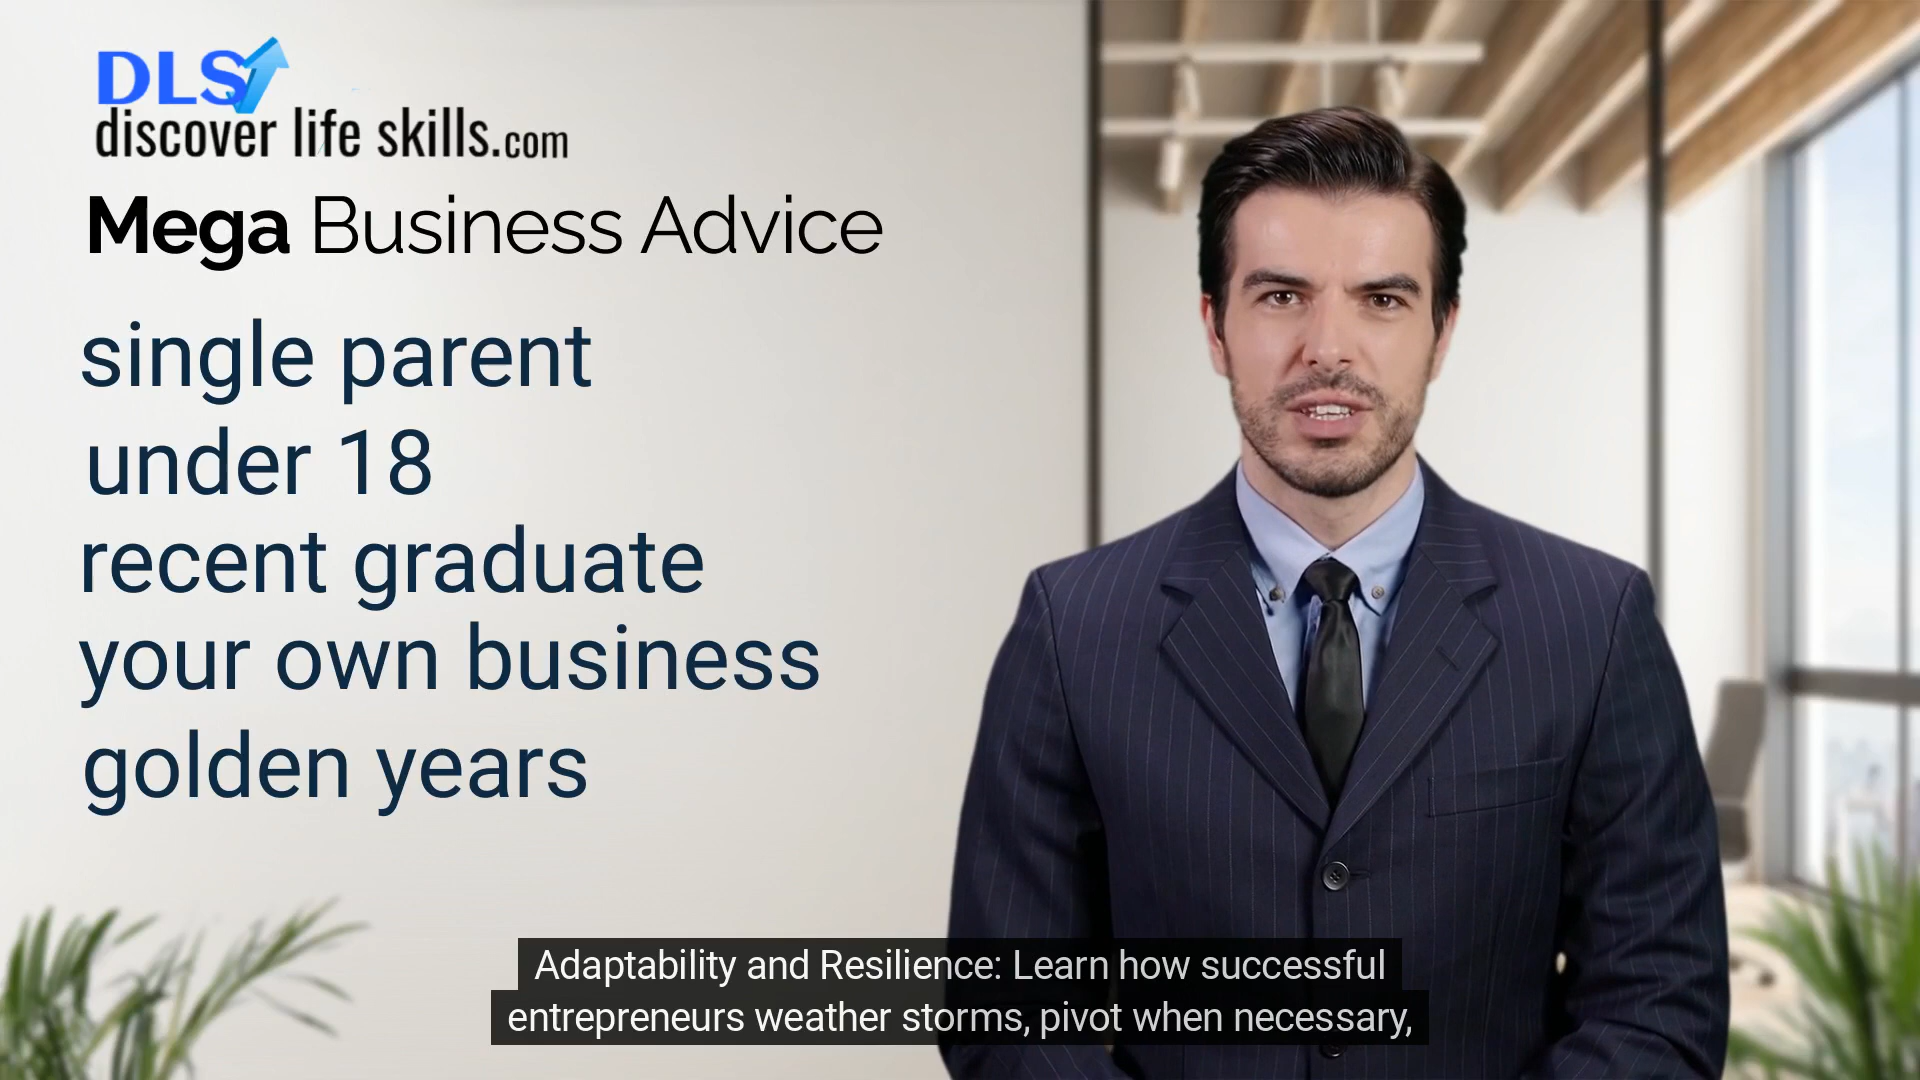 DLS
discover life skills.com
Mega Business Advice
single parent
under 18
recent graduate
your own business
golden years
Adaptability and Resilience: Learn how successful
entrepreneurs weather storms, pivot when necessary,